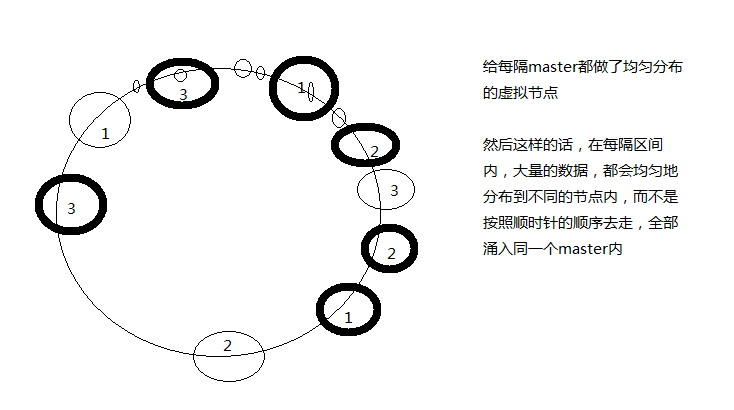 给每隔master都做了均匀分布
的虚拟节点
然后这样的话，在每隔区间
内，大量的数据，都会均匀地
分布到不同的节点内，而不是
按照顺时针的顺序去走，全部
涌入同一个master内
3
1
1
2
3
3
2
1
2